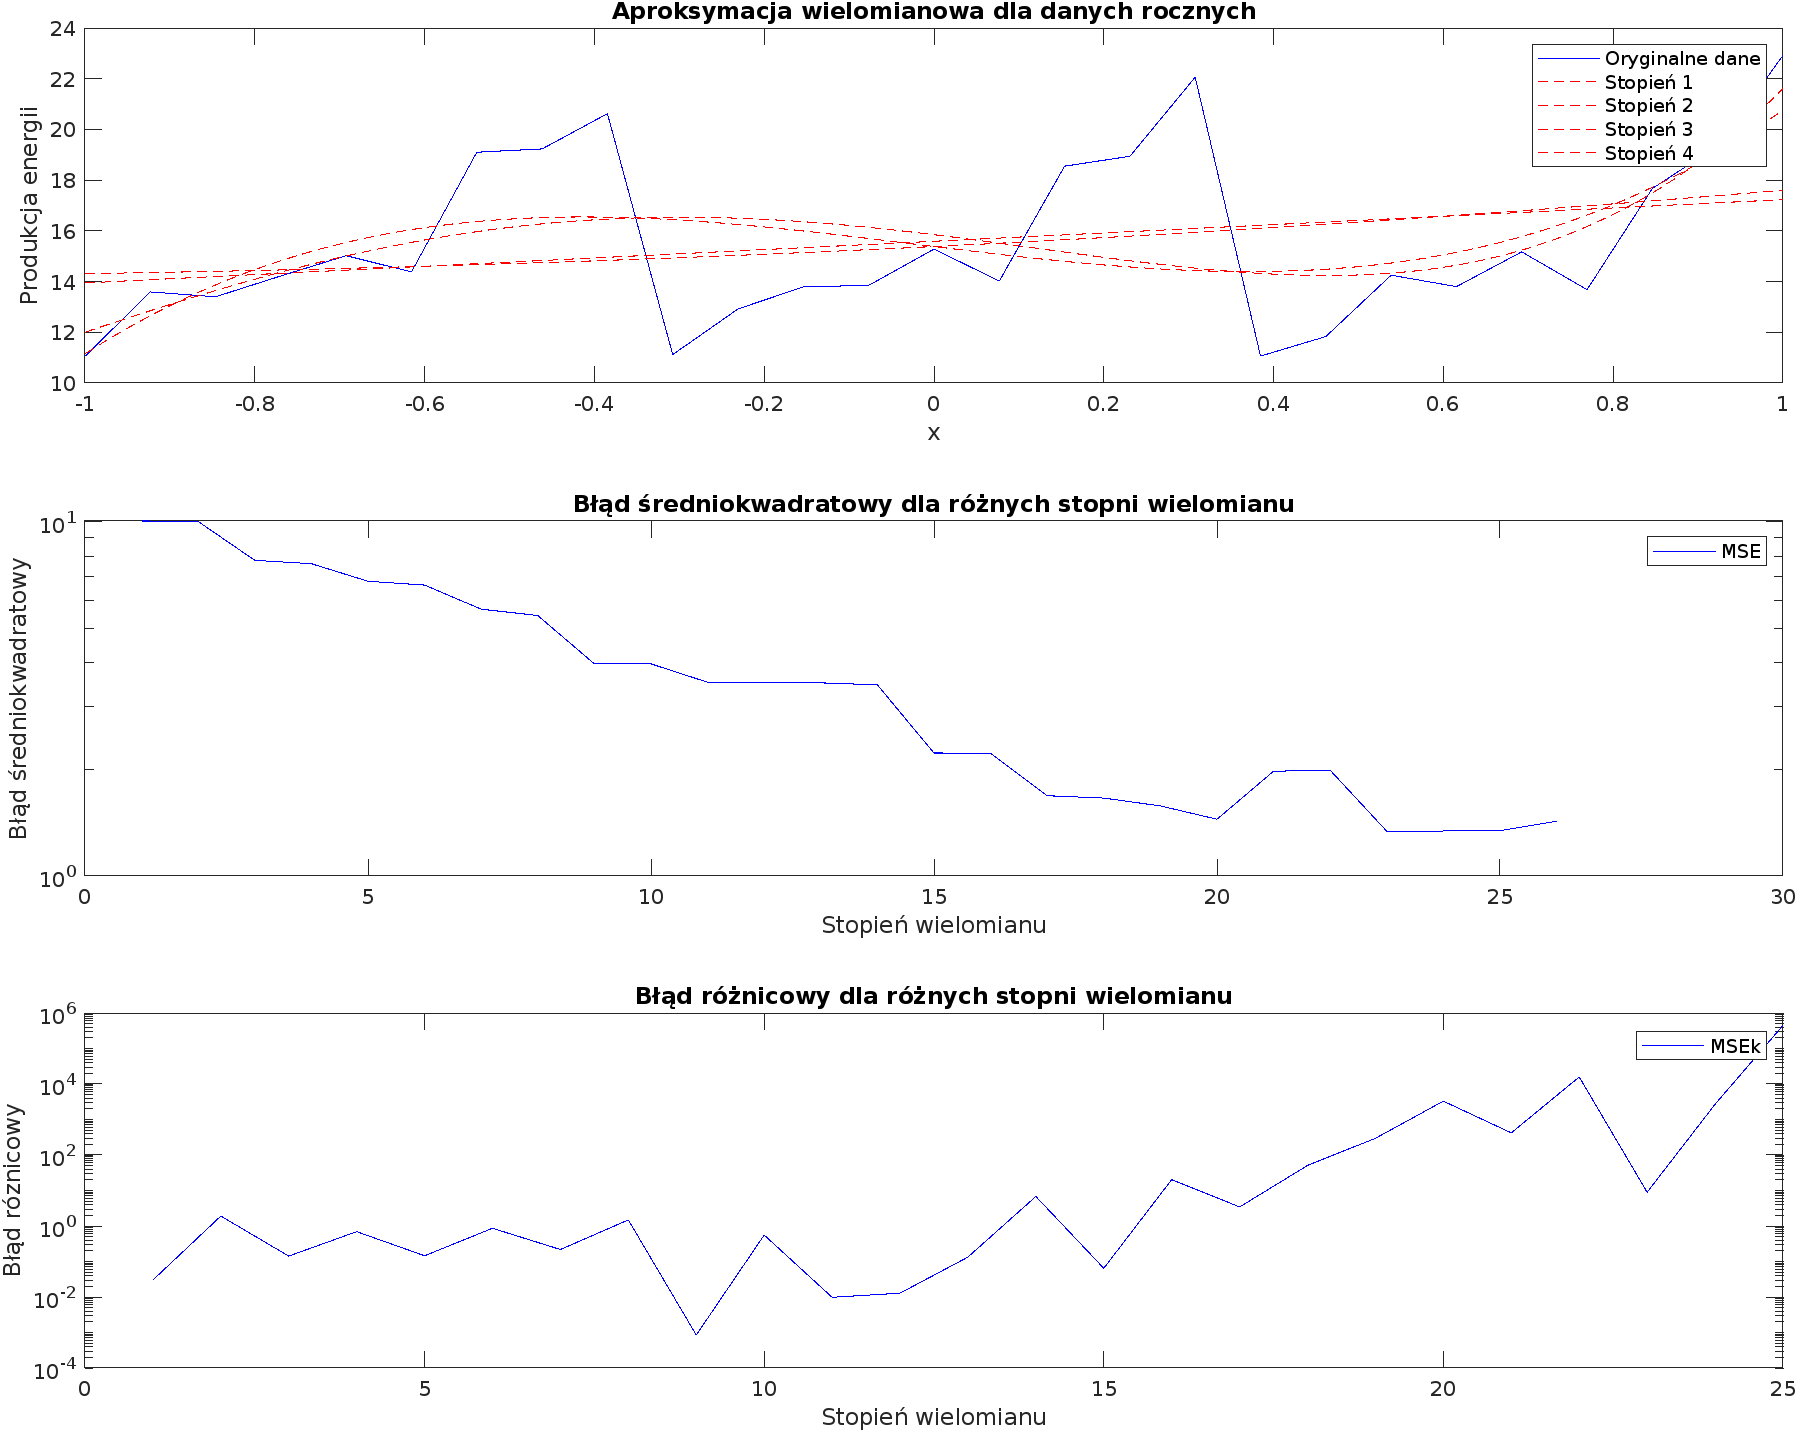 Aproksymacja wielomianowa dla danych rocznych
24
22
20
18
16
14
12
10
Produkcja energii
Oryginalne dane
Stopień 1
Stopień 2
Stopień 3
Stopień 4
-1 -0.8 -0.6 -0.4 -0.2 0 0.2 0.4 0.6 0.8 1
x
Błąd średniokwadratowy dla różnych stopni wielomianu
10^1
10^0
Błąd średniokwadratowy
MSE
0 5 10 15 20 25 30
Stopień wielomianu
Błąd różnicowy dla różnych stopni wielomianu
10^6
10^4
10^2
10^0
10^-2
10^-4
Błąd róznicowy
MSEk
0 5 10 15 20 25
Stopień wielomianu